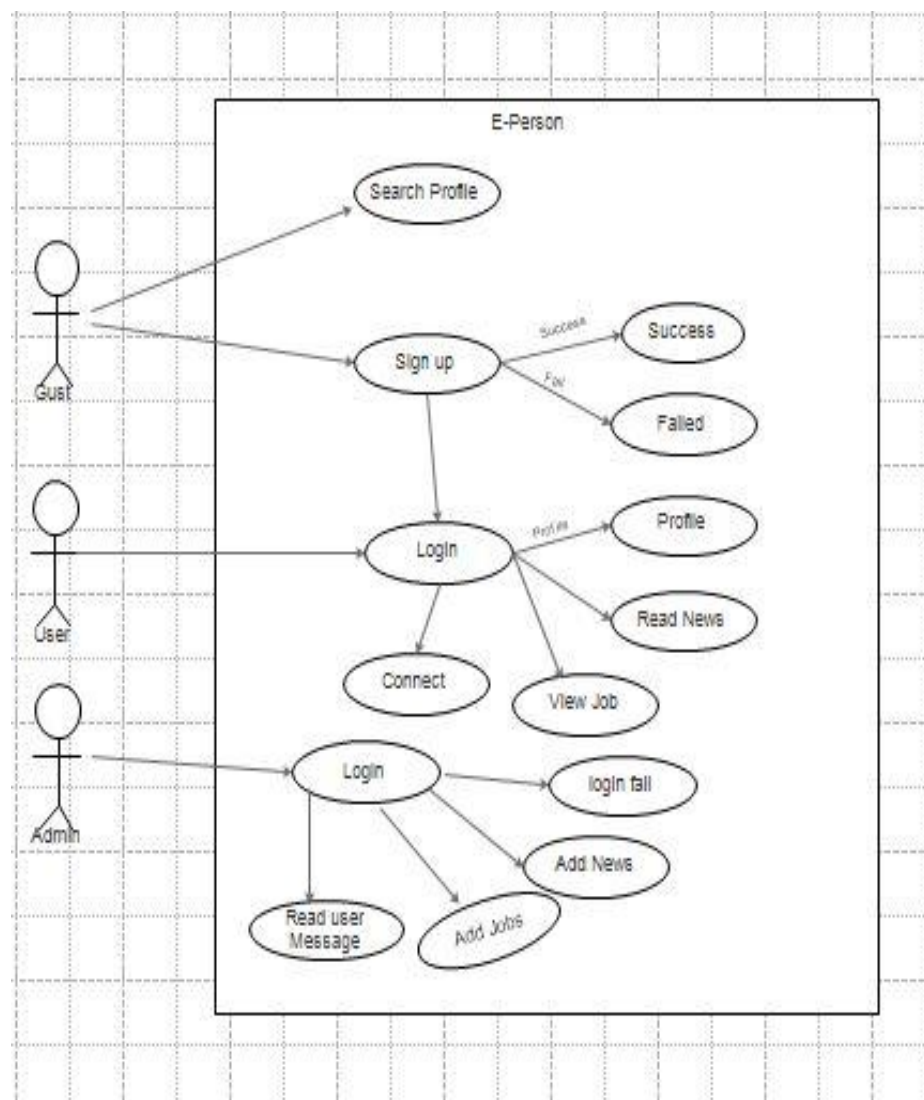 E-Person
Search Profile
Gust
Sign up
Success
Success
Fail
Failed
User
Login
Profile
Profile
Read News
Connect
View Job
Admin
Login
login fail
Add News
Read user
Message
Add Jobs